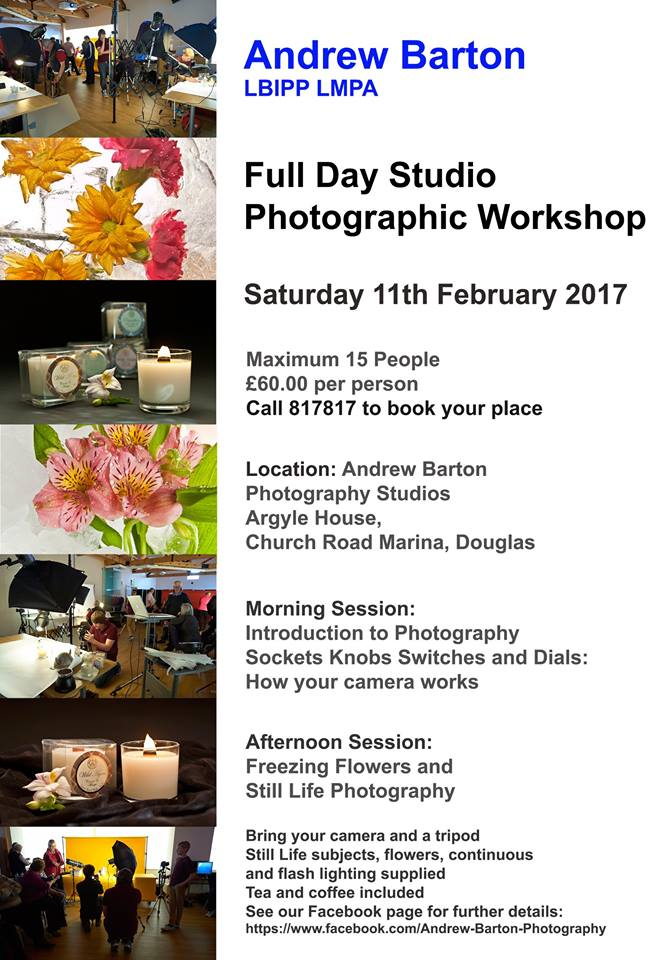 Andrew Barton
LBIPP LMPA
Full Day Studio
Photographic Workshop
Saturday 11th February 2017
Maximum 15 People
£60.00 per person
Call 817817 to book your place
Location: Andrew Barton
Photography Studios
Argyle House,
Church Road Marina, Douglas
Morning Session:
Introduction to Photography
Sockets Knobs Switches and Dials:
How your camera works
Afternoon Session:
Freezing Flowers and
Still Life Photography
Bring your camera and a tripod
Still Life subjects, flowers, continuous
and flash lighting supplied
Tea and coffee included
See our Facebook page for further details:
https://www.facebook.com/Andrew-Barton-Photography